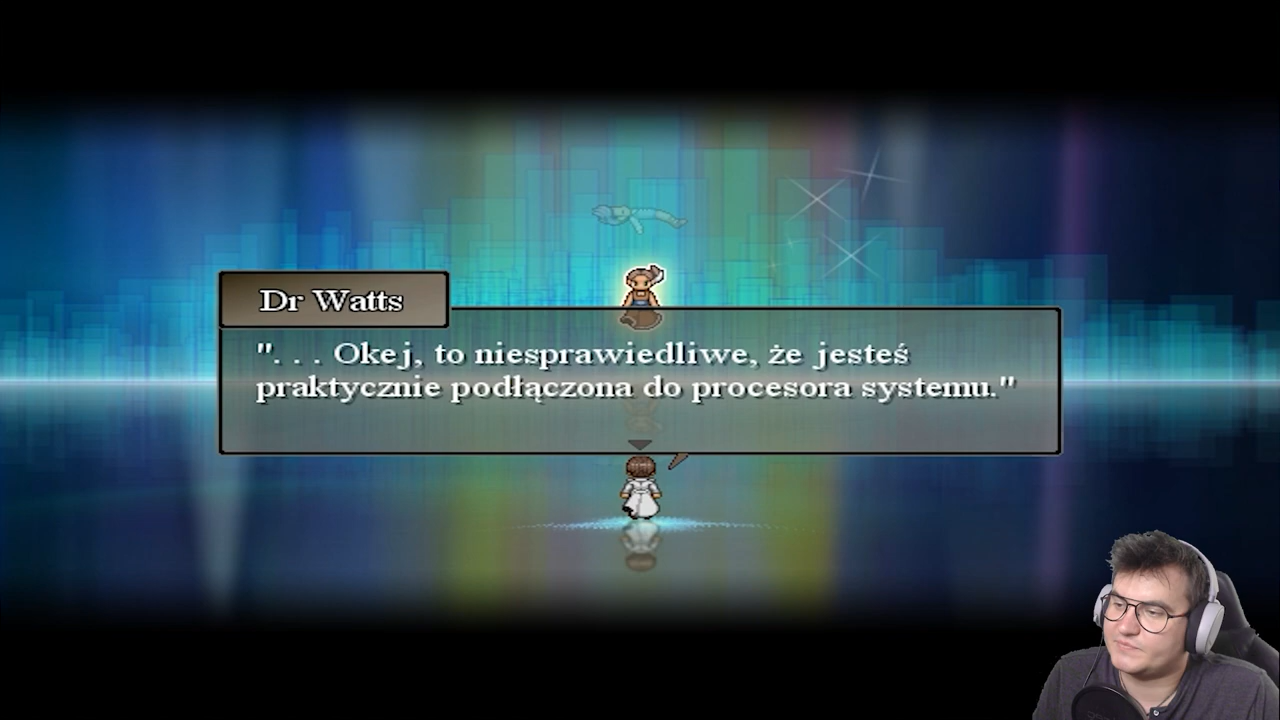 Dr Watts
". . . Okej, to niesprawiedliwe, że jesteś
praktycznie podłączona do procesora systemu."